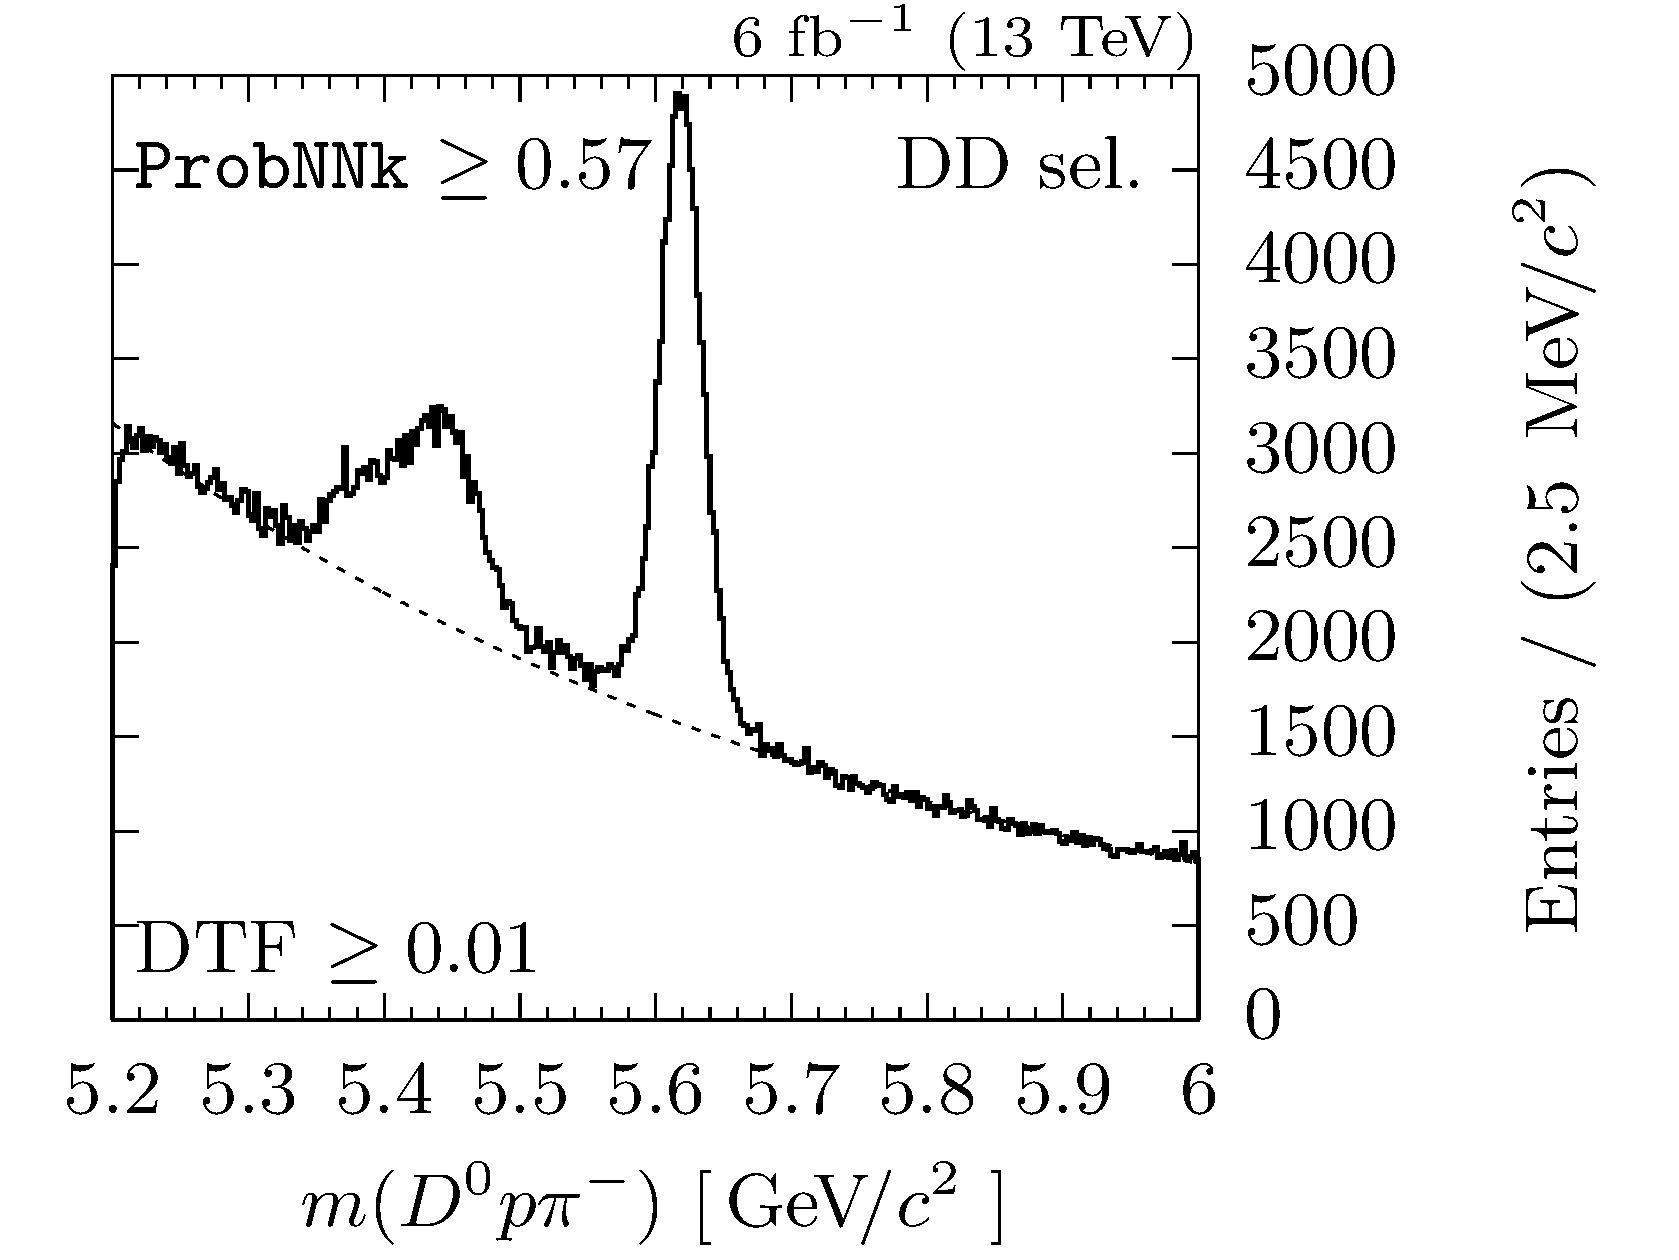 6 fb⁻¹ (13 TeV)
ProbNNk ≥ 0.57
DD sel.
DTF ≥ 0.01
5000
4500
4000
3500
3000
2500
2000
1500
1000
500
0
Entries / (2.5 MeV/c²)
5.2 5.3 5.4 5.5 5.6 5.7 5.8 5.9 6
m(D⁰pπ⁻) [ GeV/c² ]